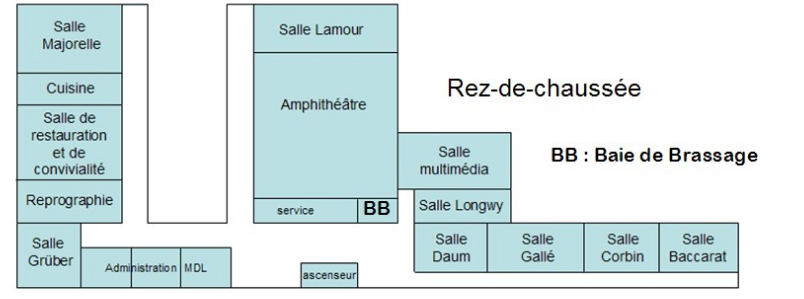 Salle
Majorelle
Cuisine
Salle de
restauration
et de
convivialité
Reprographie
Salle
Grüber
Administration
MDL
Salle Lamour
Amphithéâtre
service
BB
ascenseur
Rez-de-chaussée
BB : Baie de Brassage
Salle
multimédia
Salle Longwy
Salle
Daum
Salle
Gallé
Salle
Corbin
Salle
Baccarat